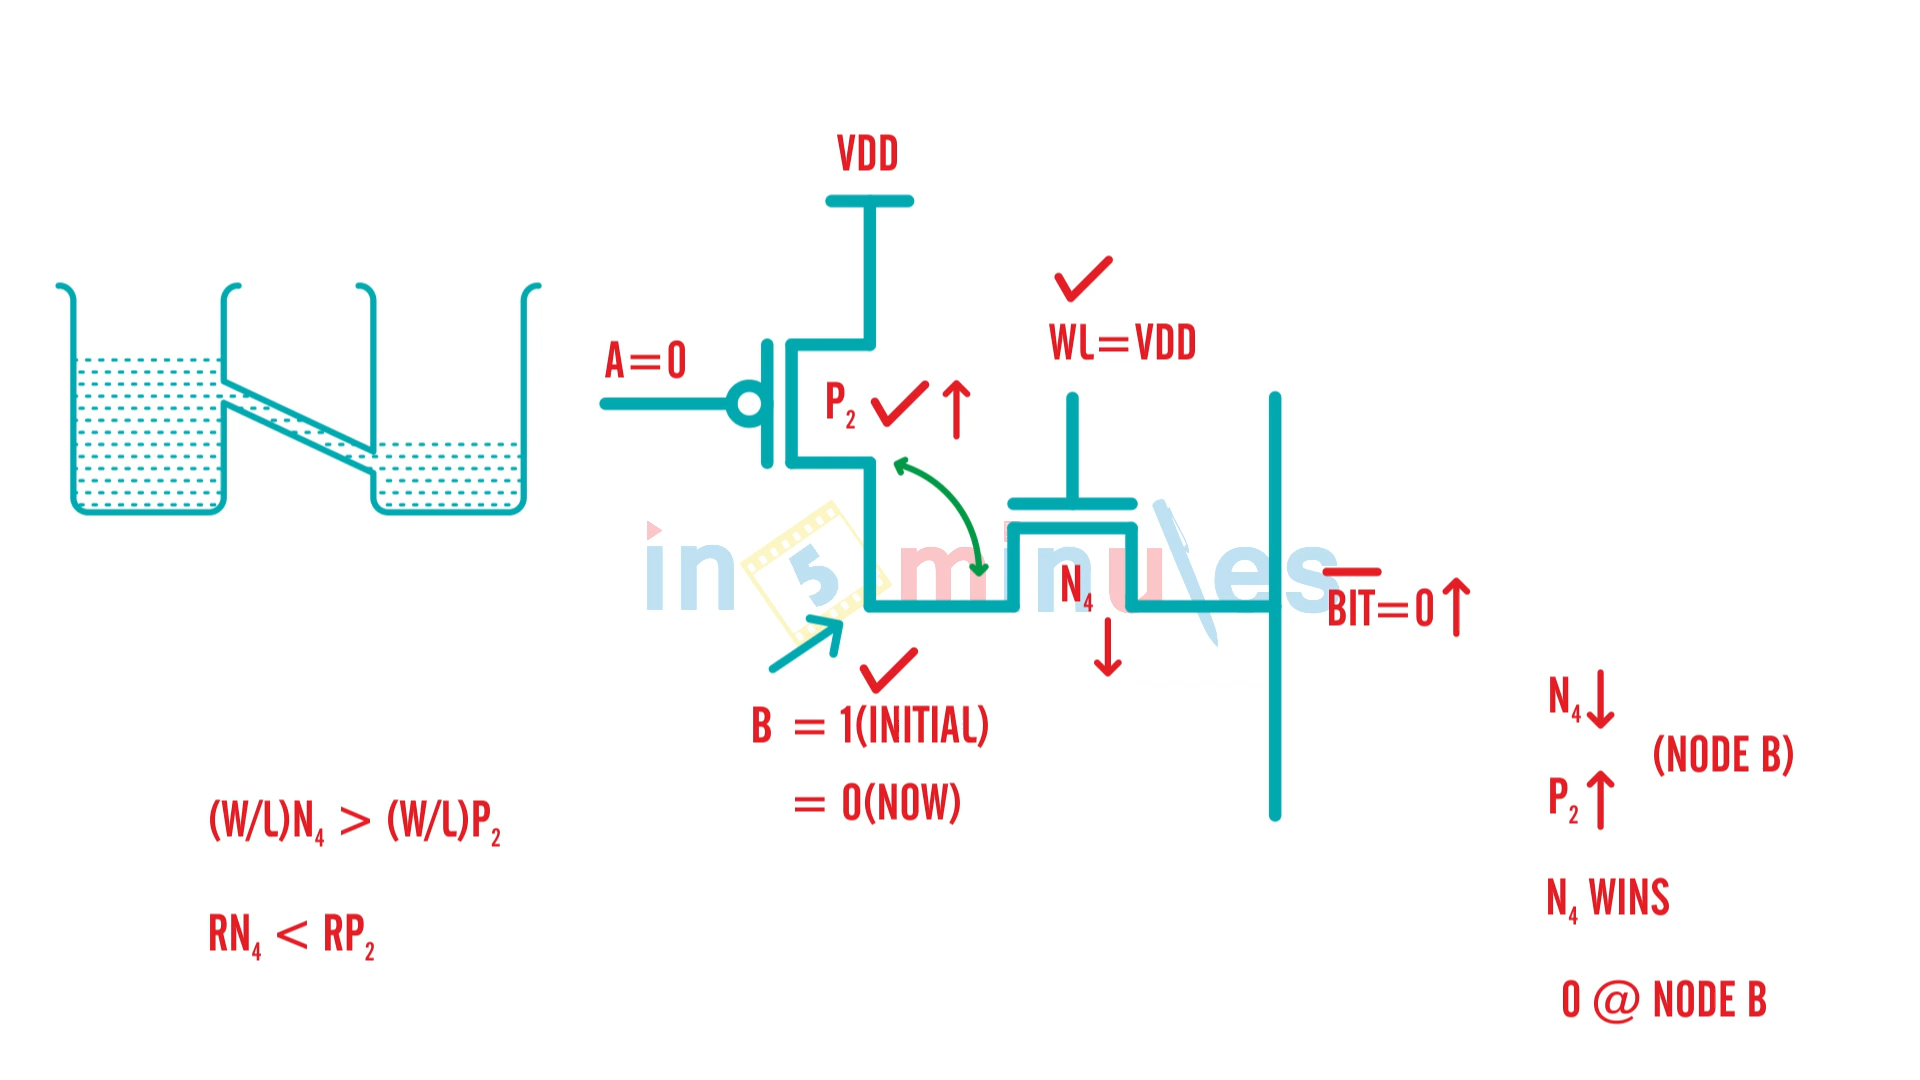 VDD
WL=VDD
A=0
P₂
in 5 minutes
N₄
B̅I̅T̅=0
B = 1(INITIAL)
= 0(NOW)
(W/L)N₄ > (W/L)P₂
RN₄ < RP₂
N₄↓
(NODE B)
P₂↑
N₄ WINS
0 @ NODE B